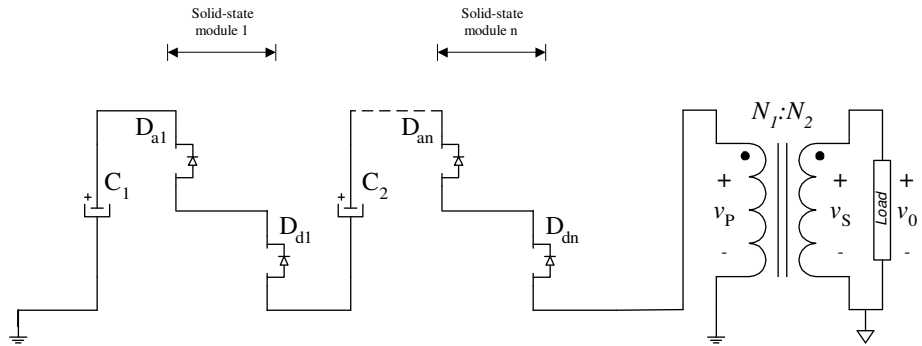 Solid-state
module 1
Solid-state
module n
D_a1
D_an
N_1:N_2
C_1
+
C_2
+
D_d1
D_dn
+
v_P
-
+
v_S
-
Load
+
v_0
-